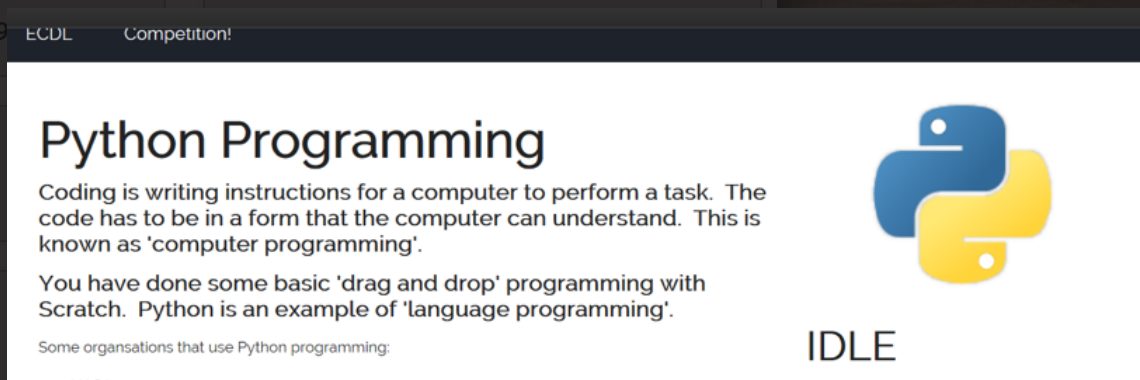 ECDL Competition!
Python Programming
Coding is writing instructions for a computer to perform a task. The
code has to be in a form that the computer can understand. This is
known as 'computer programming'.
You have done some basic 'drag and drop' programming with
Scratch. Python is an example of 'language programming'.
Some organsations that use Python programming:
IDLE